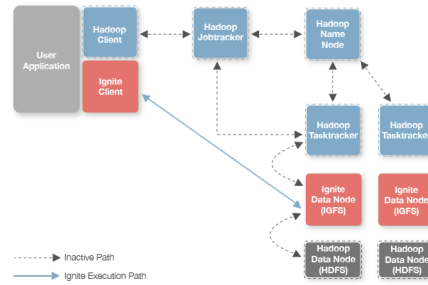 User
Application
Hadoop
Client
Ignite
Client
Hadoop
Jobtracker
Hadoop
Name
Node
Hadoop
Tasktracker
Hadoop
Tasktracker
Ignite
Data Node
(IGFS)
Ignite
Data Node
(IGFS)
Hadoop
Data Node
(HDFS)
Hadoop
Data Node
(HDFS)
Inactive Path
Ignite Execution Path